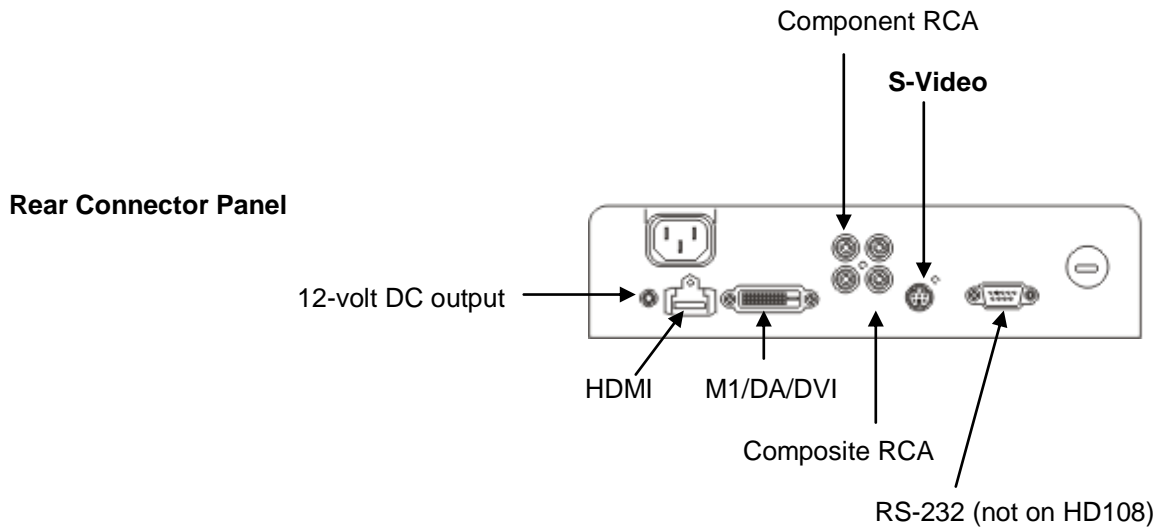 Component RCA
S-Video
Rear Connector Panel
12-volt DC output
HDMI
M1/DA/DVI
Composite RCA
RS-232 (not on HD108)